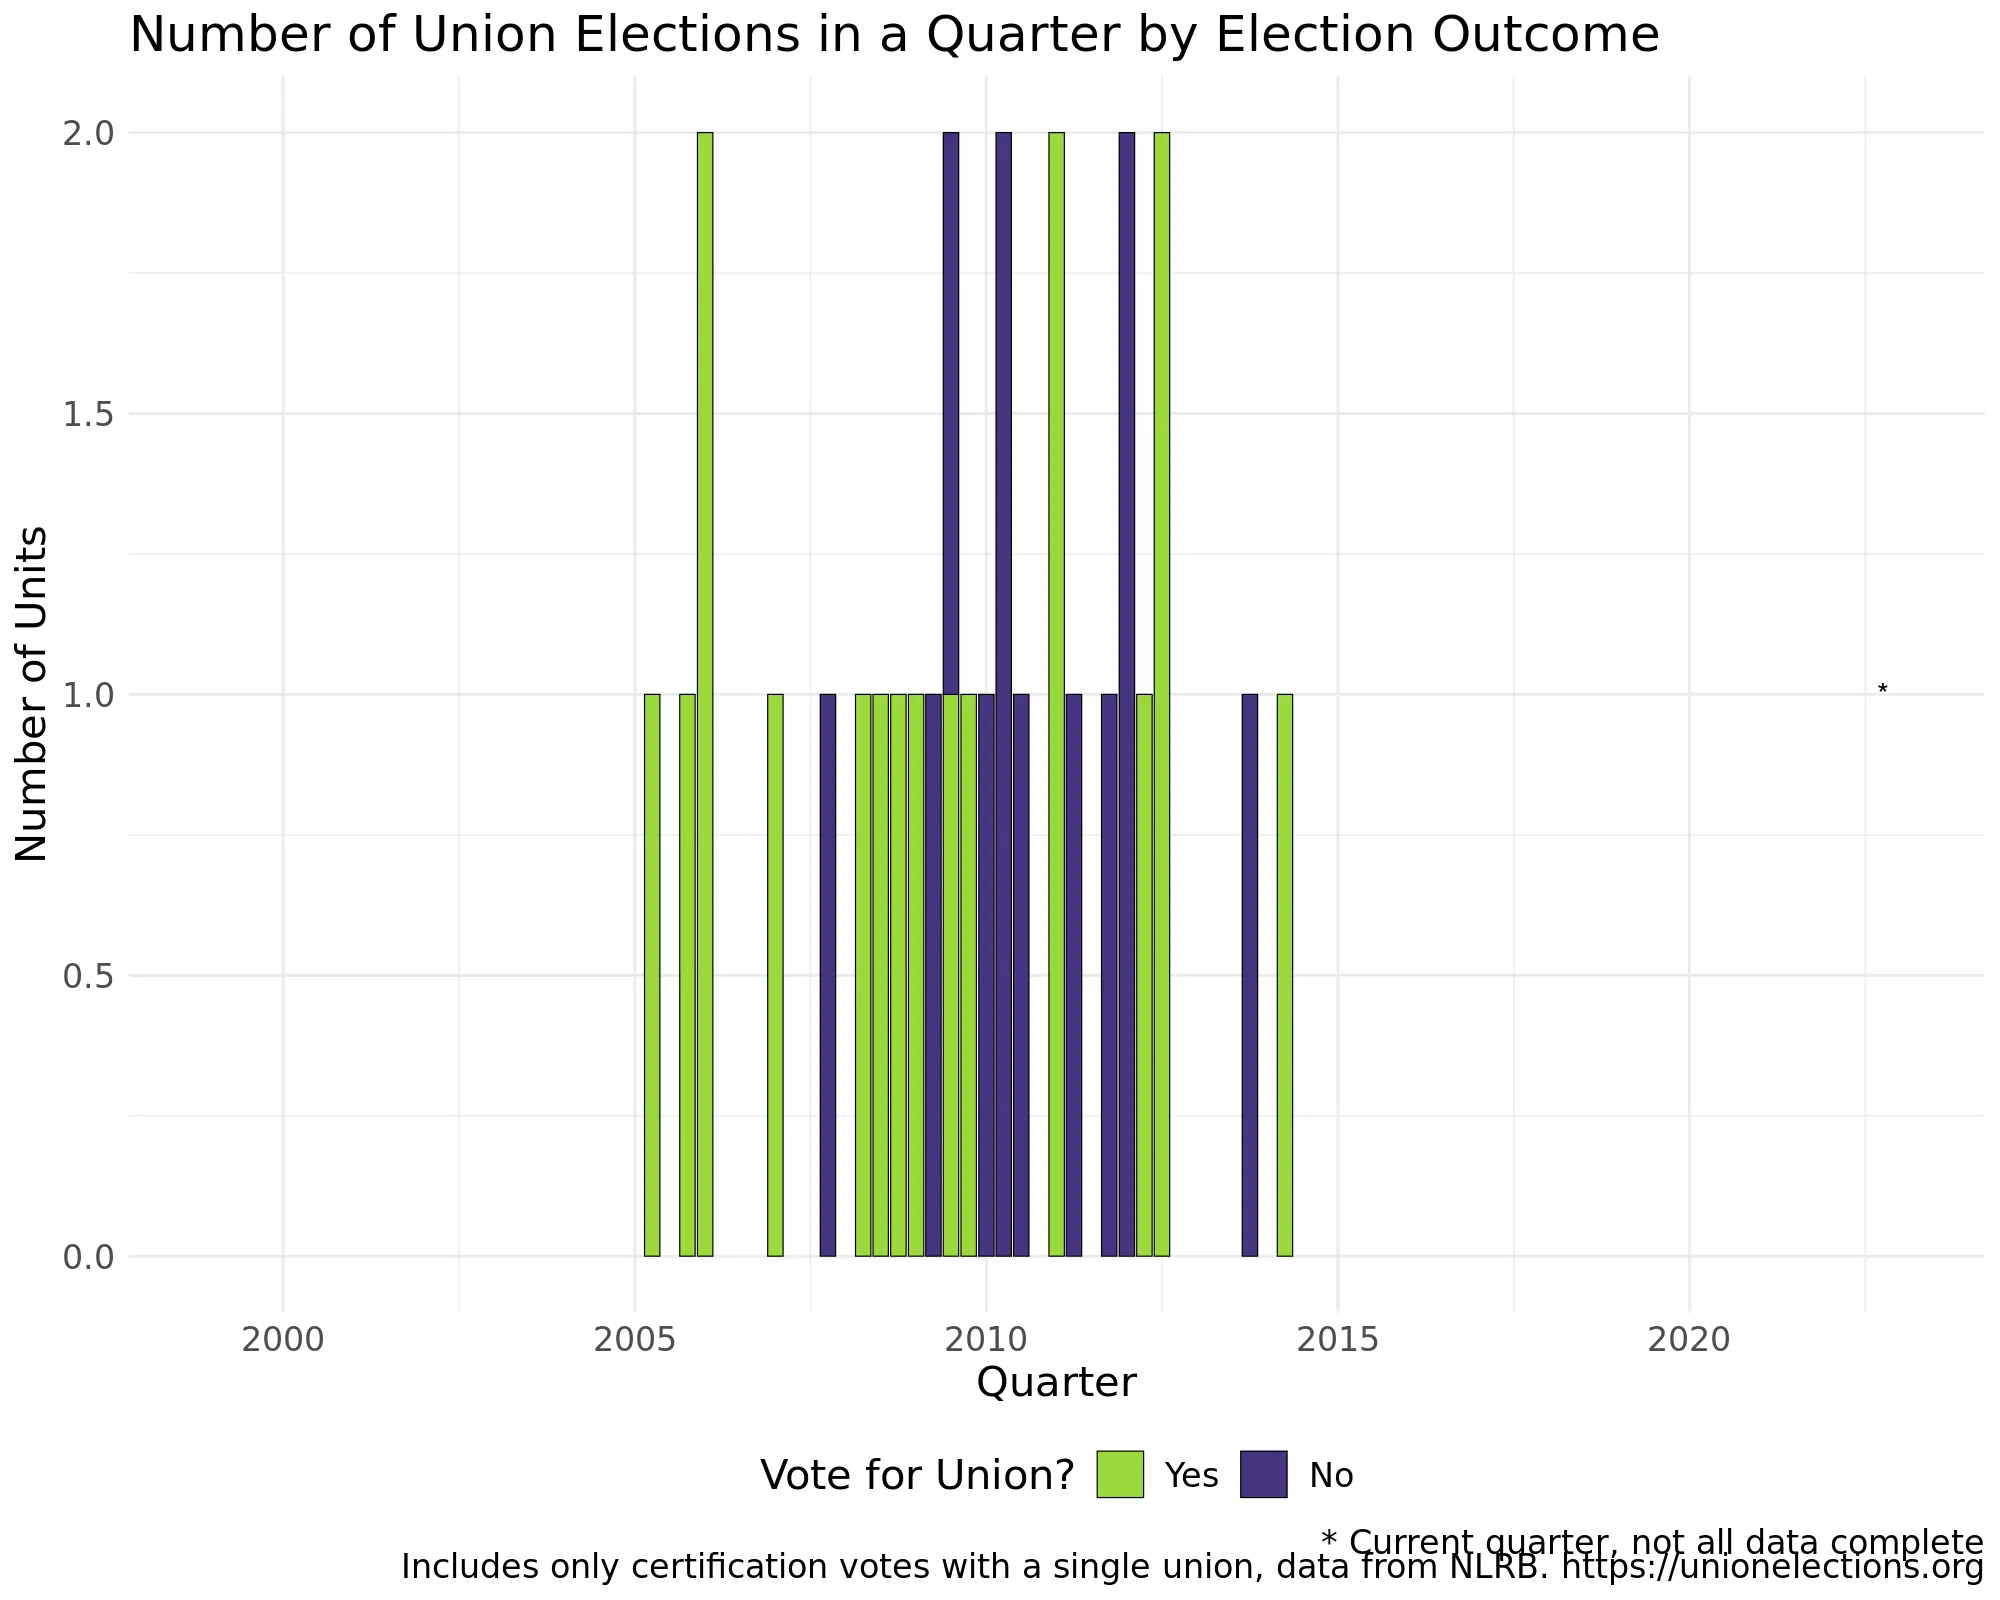 Number of Union Elections in a Quarter by Election Outcome
2.0
1.5
1.0
0.5
0.0
Number of Units
*
2000 2005 2010 2015 2020
Quarter
Vote for Union? Yes No
* Current quarter, not all data complete
Includes only certification votes with a single union, data from NLRB. https://unionelections.org